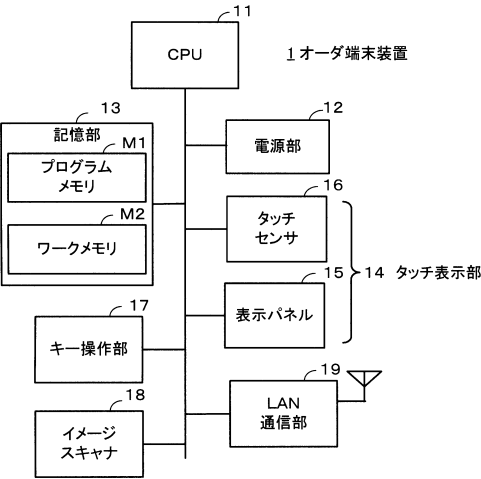 11
CPU
1 オーダ端末装置
13
記憶部
M1
プログラム
メモリ
M2
ワークメモリ
12
電源部
16
タッチ
センサ
15
表示パネル
14 タッチ表示部
17
キー操作部
19
LAN
通信部
18
イメージ
スキャナ